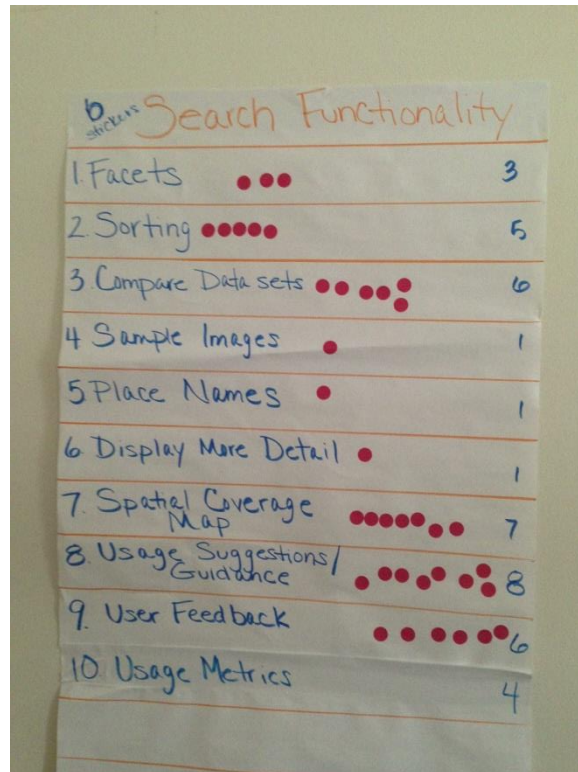 6 stickers Search Functionality
1. Facets 3
2. Sorting 5
3. Compare Data sets 6
4 Sample Images 1
5 Place Names 1
6. Display More Detail 1
7. Spatial Coverage
Map 7
8. Usage Suggestions/
Guidance 8
9. User Feedback 6
10 Usage Metrics 4